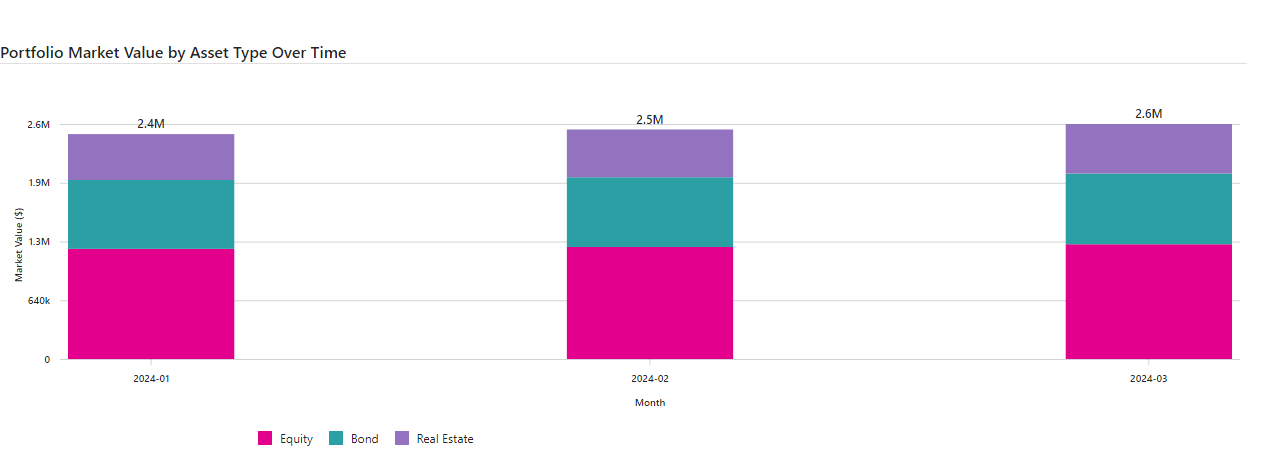 Portfolio Market Value by Asset Type Over Time
2.4M
2.5M
2.6M
2.6M
1.9M
1.3M
640k
0
Market Value ($)
2024-01
2024-02
2024-03
Month
Equity
Bond
Real Estate